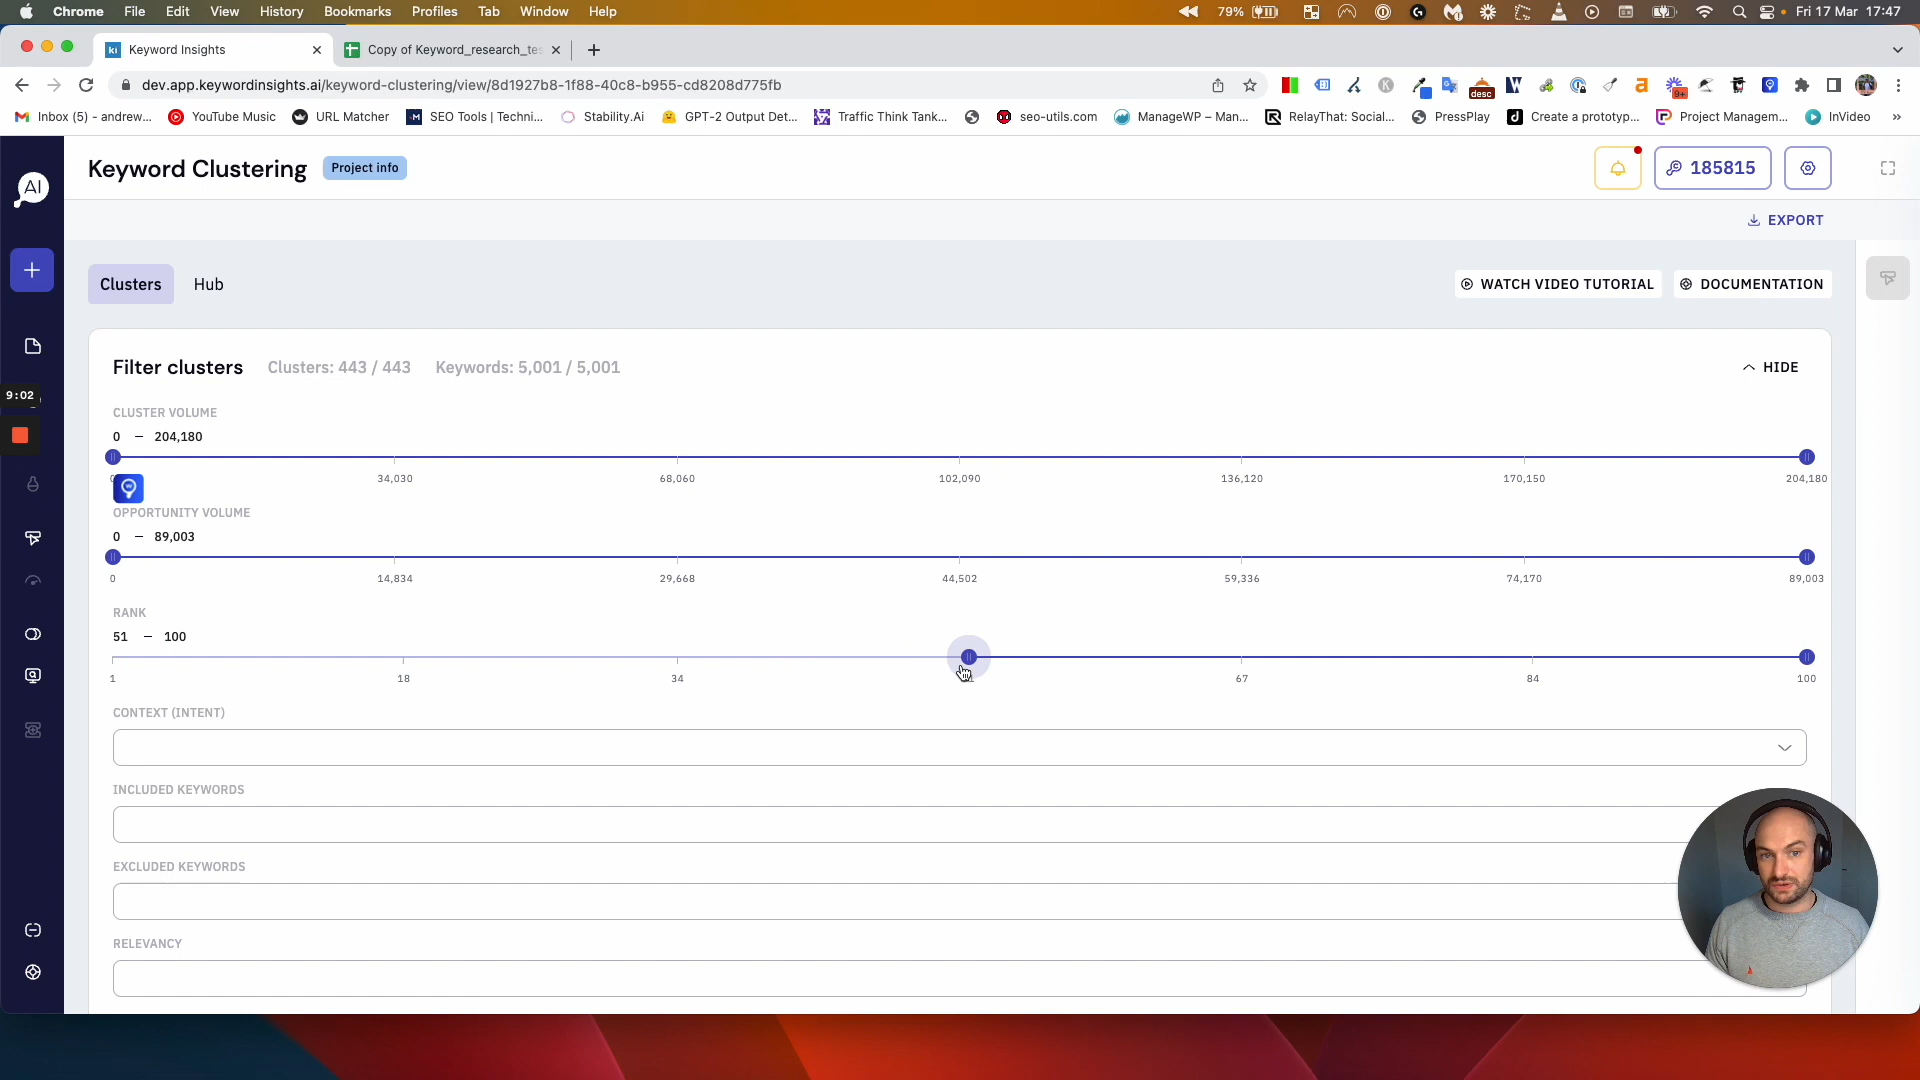 Chrome File Edit View History Bookmarks Profiles Tab Window Help 79% Fri 17 Mar 17:47
ki Keyword Insights Copy of Keyword_research_tes
dev.app.keywordinsights.ai/keyword-clustering/view/8d1927b8-1f88-40c8-b955-cd8208d775fb
desc 9+
Inbox (5) - andrew... YouTube Music URL Matcher SEO Tools | Techni... Stability.Ai GPT-2 Output Det... Traffic Think Tank... seo-utils.com ManageWP – Man... RelayThat: Social... PressPlay Create a prototyp... Project Managem... InVideo »
AI
Keyword Clustering Project info 185815
EXPORT
Clusters Hub WATCH VIDEO TUTORIAL DOCUMENTATION
Filter clusters Clusters: 443 / 443 Keywords: 5,001 / 5,001 HIDE
9:02
CLUSTER VOLUME
0 – 204,180
34,030 68,060 102,090 136,120 170,150 204,180
OPPORTUNITY VOLUME
0 – 89,003
0 14,834 29,668 44,502 59,336 74,170 89,003
RANK
51 – 100
1 18 34 67 84 100
CONTEXT (INTENT)
INCLUDED KEYWORDS
EXCLUDED KEYWORDS
RELEVANCY